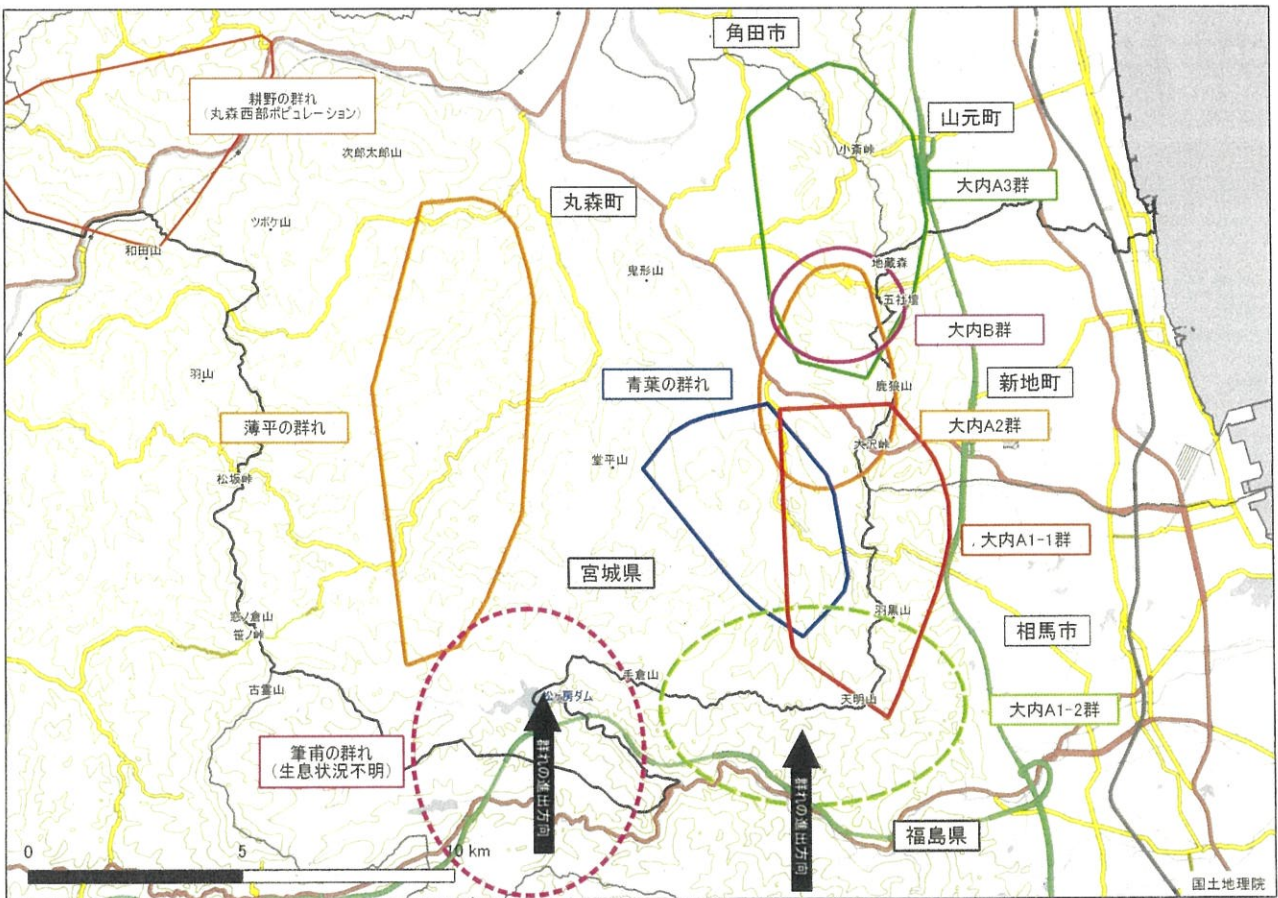 角田市
耕野の群れ
（丸森西部ポピュレーション）
山元町
小斎峠
次郎太郎山
大内A3群
丸森町
ツボケ山
和田山
地蔵森
鬼形山
五社壇
大内B群
新地町
羽山
青葉の群れ
鹿狼山
薄平の群れ
大内A2群
大沢峠
堂平山
松坂峠
大内A1-1群
宮城県
羽黒山
窓ノ倉山
笹ノ峠
相馬市
手倉山
古霊山
松ヶ房ダム
天明山
大内A1-2群
筆甫の群れ
（生息状況不明）
群れの進出方向
群れの進出方向
福島県
0 5 10 km
国土地理院